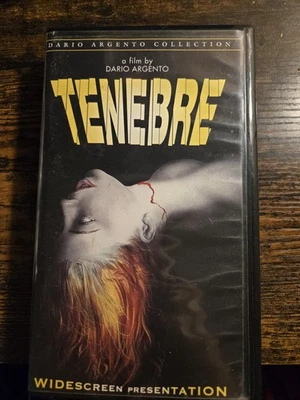 DARIO ARGENTO COLLECTION
a film by
DARIO ARGENTO
TENEBRE
WIDESCREEN PRESENTATION